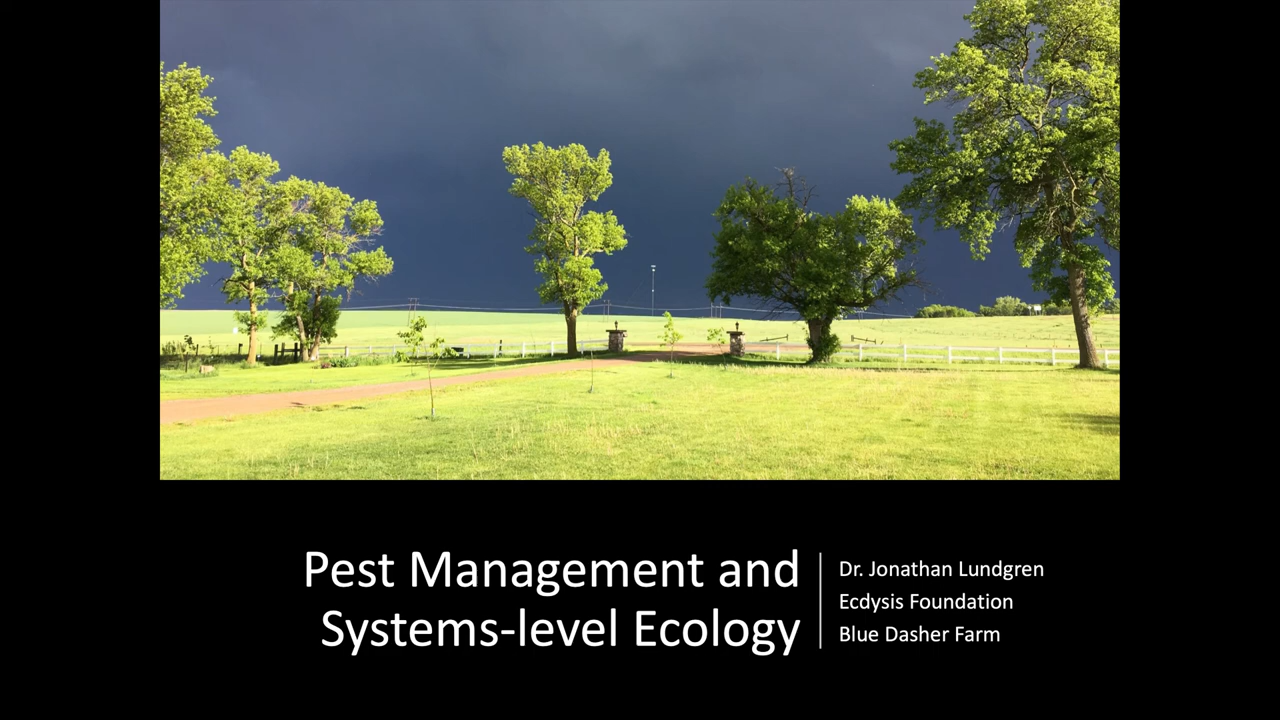 Pest Management and
Systems-level Ecology
Dr. Jonathan Lundgren
Ecdysis Foundation
Blue Dasher Farm